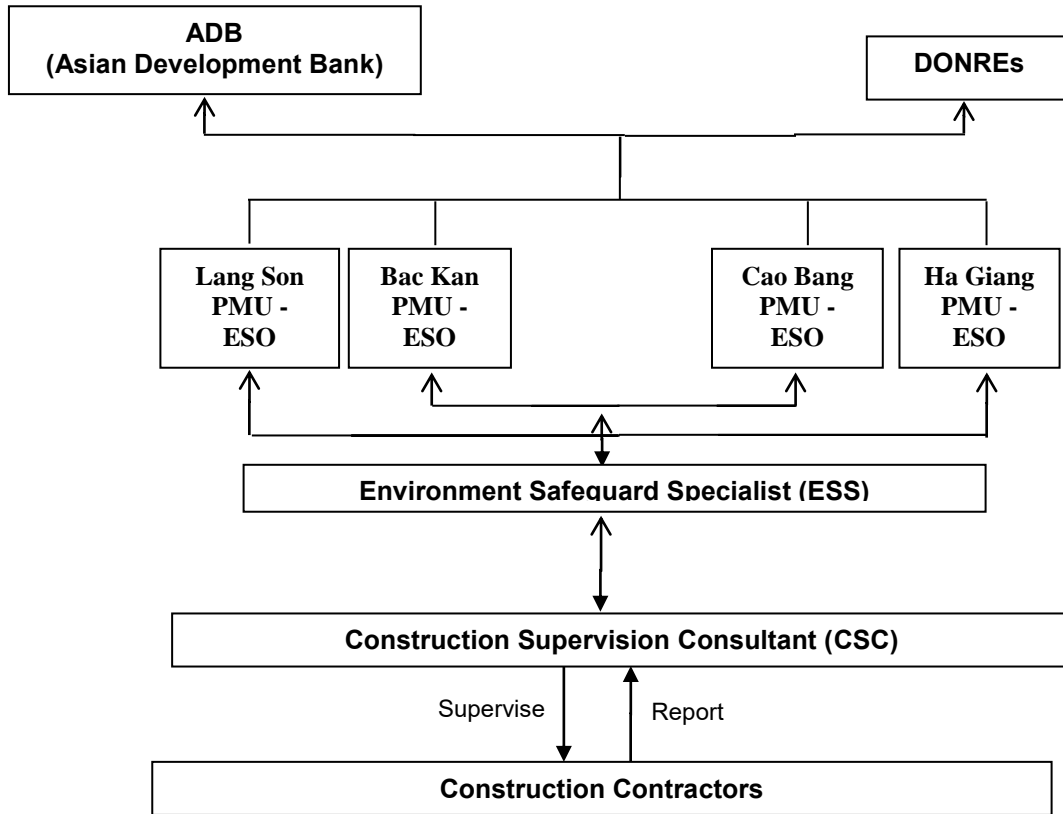 ADB
(Asian Development Bank)
DONREs
Lang Son
PMU -
ESO
Bac Kan
PMU -
ESO
Cao Bang
PMU -
ESO
Ha Giang
PMU -
ESO
Environment Safeguard Specialist (ESS)
Construction Supervision Consultant (CSC)
Supervise
Report
Construction Contractors